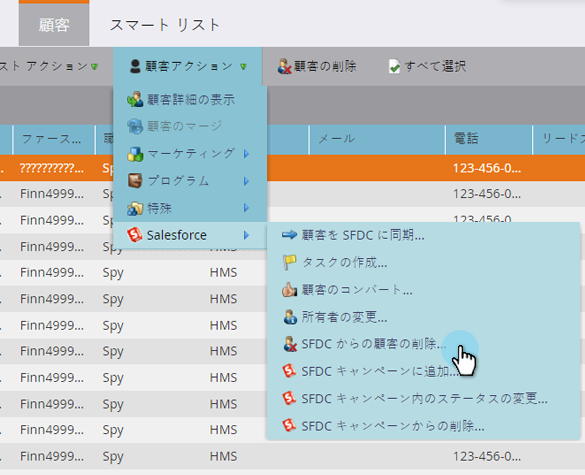 顧客 スマート リスト
スト アクション 顧客アクション 顧客の削除 すべて選択
顧客詳細の表示
顧客のマージ
ファース... メール 電話 リード
マーケティング
??????????... Sp 123-456-0...
プログラム
Finn4999... Spy 123-456-0...
特殊
Finn4999... Spy 123-456-0...
Salesforce 顧客を SFDC に同期...
Finn4999... Spy
タスクの作成...
Finn4999... Spy HMS
顧客のコンバート...
Finn4999... Spy HMS
所有者の変更...
Finn4999... Spy HMS
SFDC からの顧客の削除...
Finn4999... Spy HMS
SFDC キャンペーンに追加...
Finn4999... Spy HMS
SFDC キャンペーン内のステータスの変更...
Finn4999... Spy HMS
SFDC キャンペーンからの削除...
Finn4999... Spy HMS
Finn4999... Spy HMS 123-456-0...